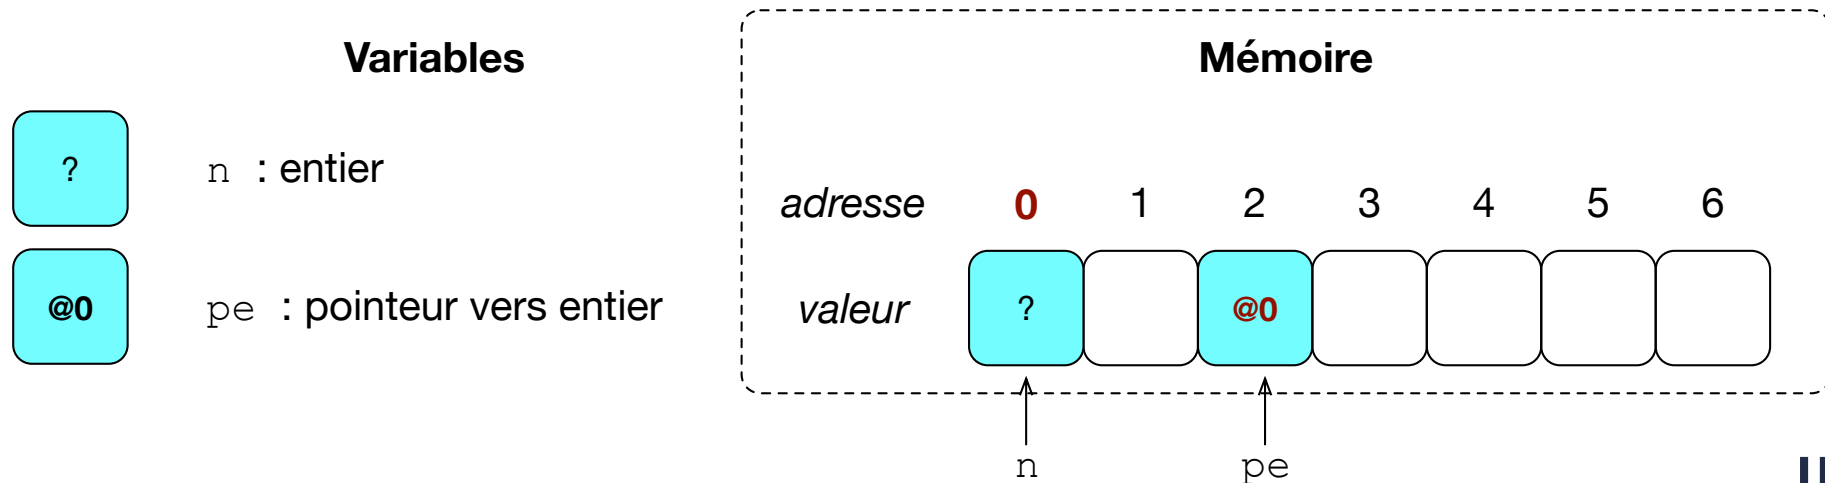 Variables
? n : entier
@0 pe : pointeur vers entier
Mémoire
adresse 0 1 2 3 4 5 6
valeur ? @0
n pe